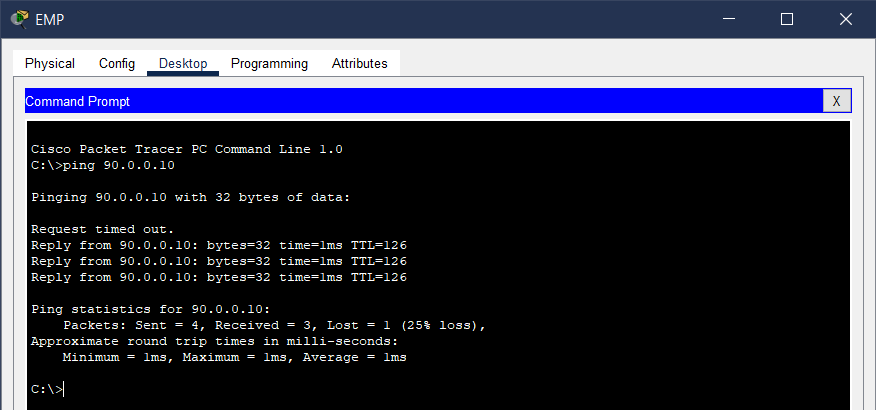 EMP
Physical Config Desktop Programming Attributes
Command Prompt
X
Cisco Packet Tracer PC Command Line 1.0
C:\>ping 90.0.0.10
Pinging 90.0.0.10 with 32 bytes of data:
Request timed out.
Reply from 90.0.0.10: bytes=32 time=1ms TTL=126
Reply from 90.0.0.10: bytes=32 time=1ms TTL=126
Reply from 90.0.0.10: bytes=32 time=1ms TTL=126
Ping statistics for 90.0.0.10:
Packets: Sent = 4, Received = 3, Lost = 1 (25% loss),
Approximate round trip times in milli-seconds:
Minimum = 1ms, Maximum = 1ms, Average = 1ms
C:\>